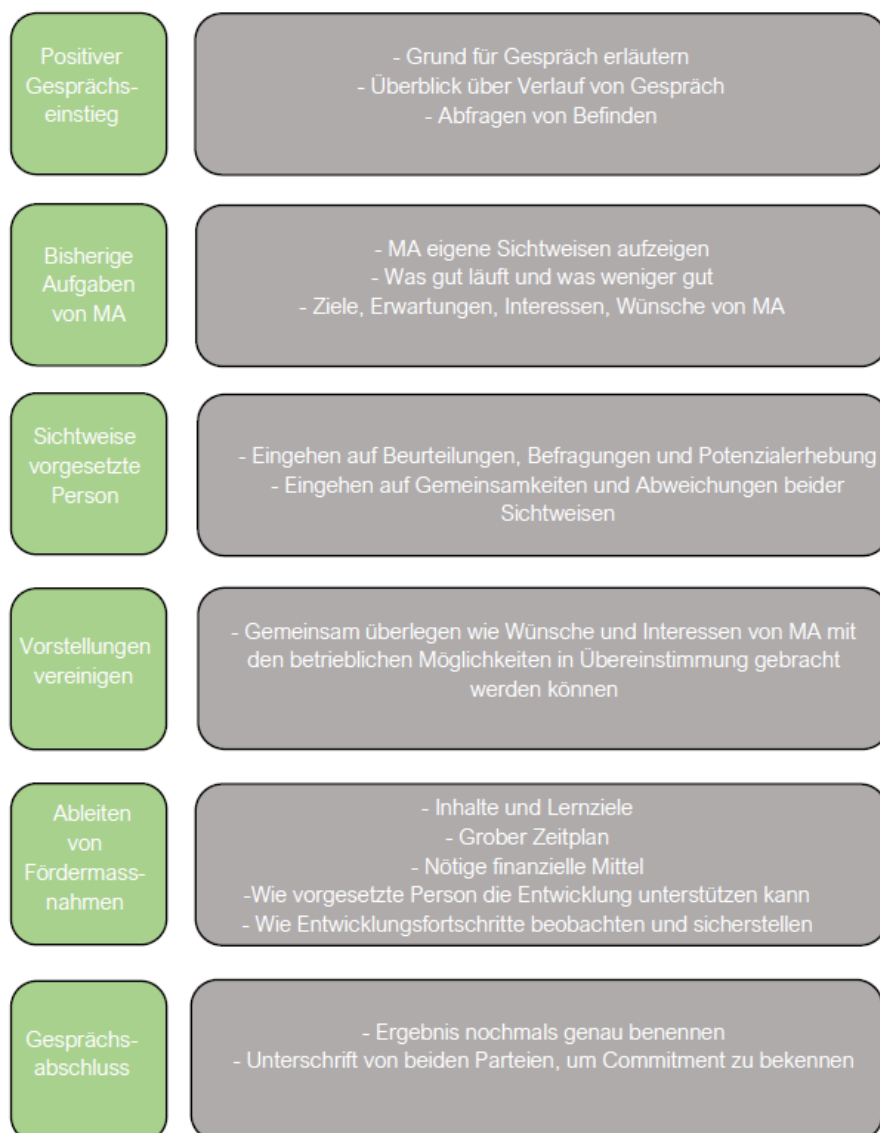 Positiver
Gesprächs-
einstieg
- Grund für Gespräch erläutern
- Überblick über Verlauf von Gespräch
- Abfragen von Befinden
Bisherige
Aufgaben
von MA
- MA eigene Sichtweisen aufzeigen
- Was gut läuft und was weniger gut
- Ziele, Erwartungen, Interessen, Wünsche von MA
Sichtweise
vorgesetzte
Person
- Eingehen auf Beurteilungen, Befragungen und Potenzialerhebung
- Eingehen auf Gemeinsamkeiten und Abweichungen beider
Sichtweisen
Vorstellungen
vereinigen
- Gemeinsam überlegen wie Wünsche und Interessen von MA mit
den betrieblichen Möglichkeiten in Übereinstimmung gebracht
werden können
Ableiten
von
Fördermass-
nahmen
- Inhalte und Lernziele
- Grober Zeitplan
- Nötige finanzielle Mittel
-Wie vorgesetzte Person die Entwicklung unterstützen kann
- Wie Entwicklungsfortschritte beobachten und sicherstellen
Gesprächs-
abschluss
- Ergebnis nochmals genau benennen
- Unterschrift von beiden Parteien, um Commitment zu bekennen